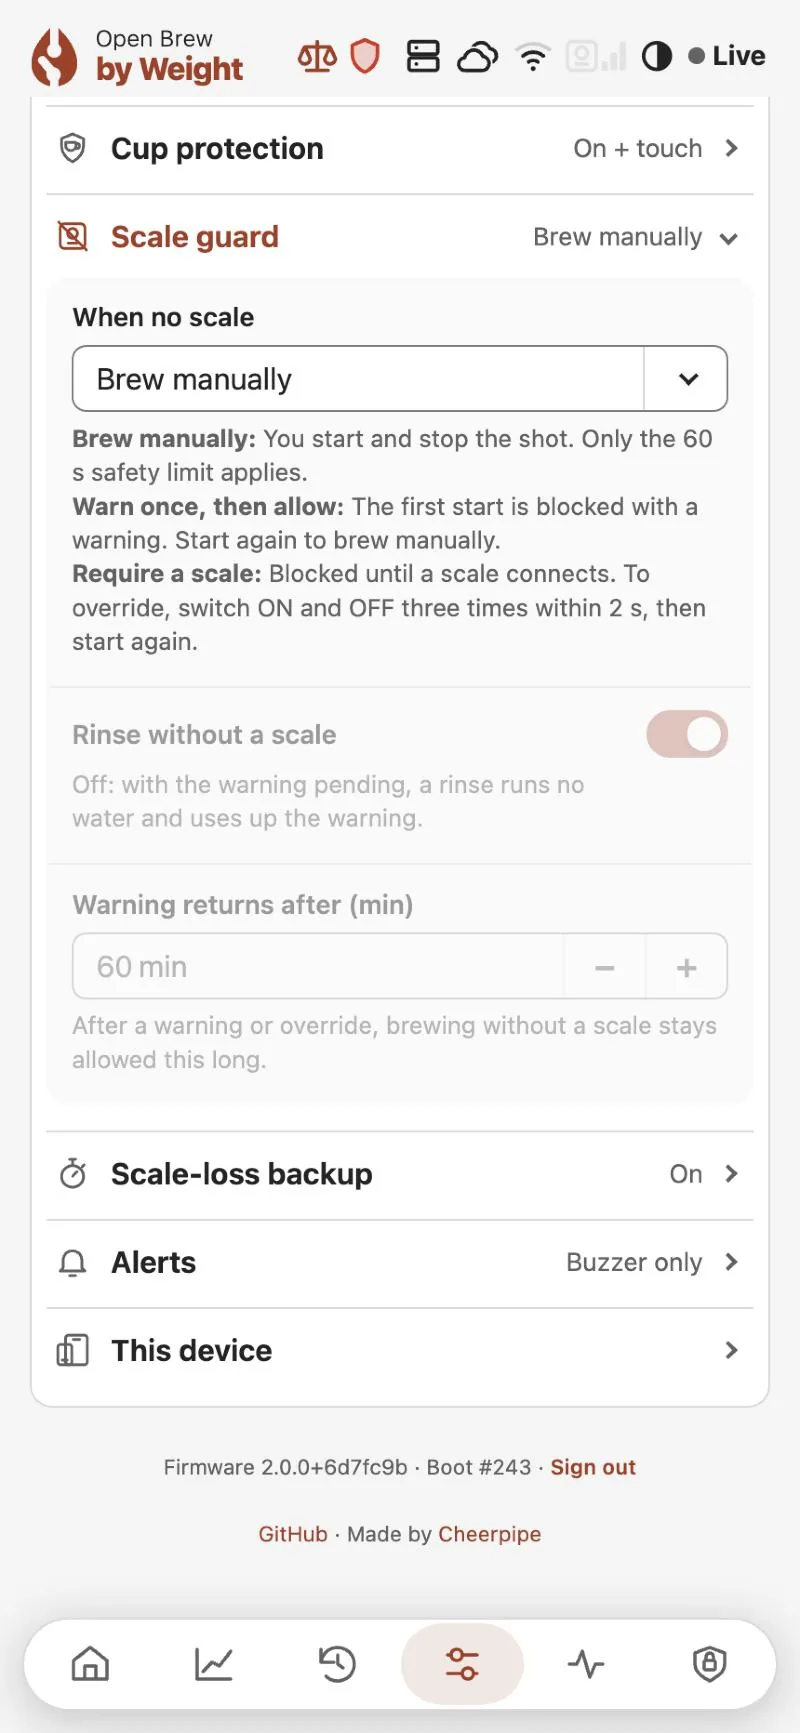 Open Brew
by Weight
Live
Cup protection
On + touch
Scale guard
Brew manually
When no scale
Brew manually
Brew manually: You start and stop the shot. Only the 60
s safety limit applies.
Warn once, then allow: The first start is blocked with a
warning. Start again to brew manually.
Require a scale: Blocked until a scale connects. To
override, switch ON and OFF three times within 2 s, then
start again.
Rinse without a scale
Off: with the warning pending, a rinse runs no
water and uses up the warning.
Warning returns after (min)
60 min
− +
After a warning or override, brewing without a scale stays
allowed this long.
Scale-loss backup
On
Alerts
Buzzer only
This device
Firmware 2.0.0+6d7fc9b · Boot #243 · Sign out
GitHub · Made by Cheerpipe